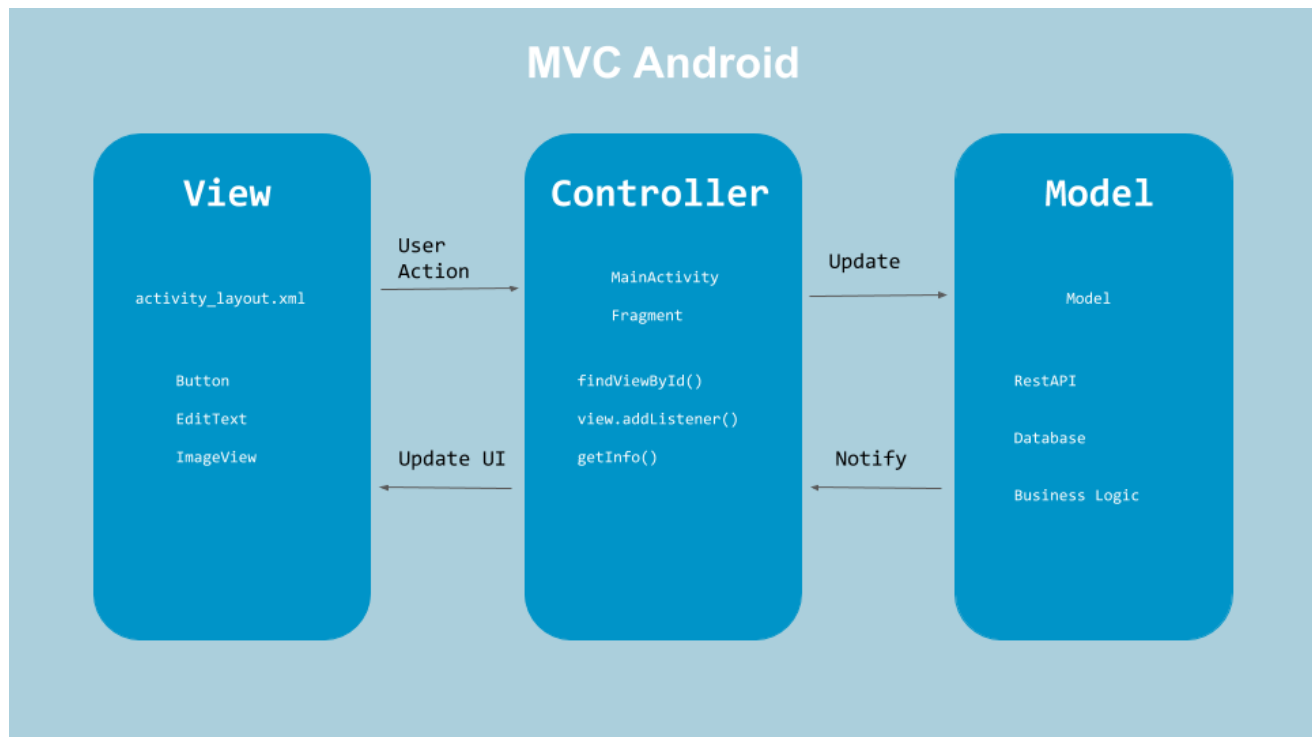 MVC Android
View
activity_layout.xml
Button
EditText
ImageView
User
Action
Update UI
Controller
MainActivity
Fragment
findViewById()
view.addListener()
getInfo()
Update
Notify
Model
Model
RestAPI
Database
Business Logic